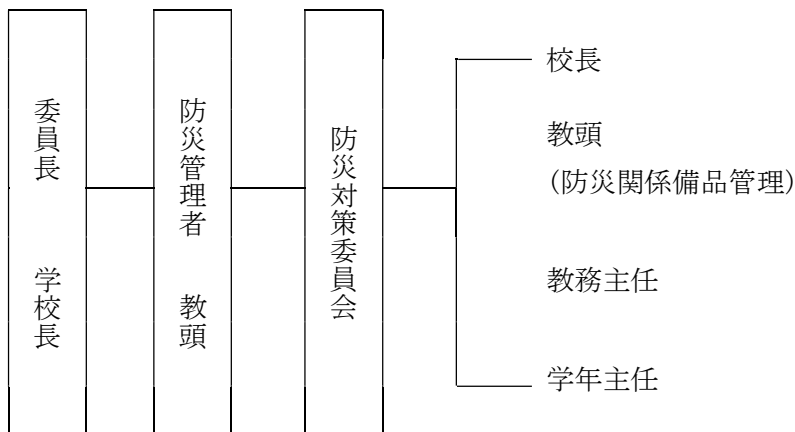 委員長　学校長
防災管理者　教頭
防災対策委員会
校長
教頭
(防災関係備品管理)
教務主任
学年主任